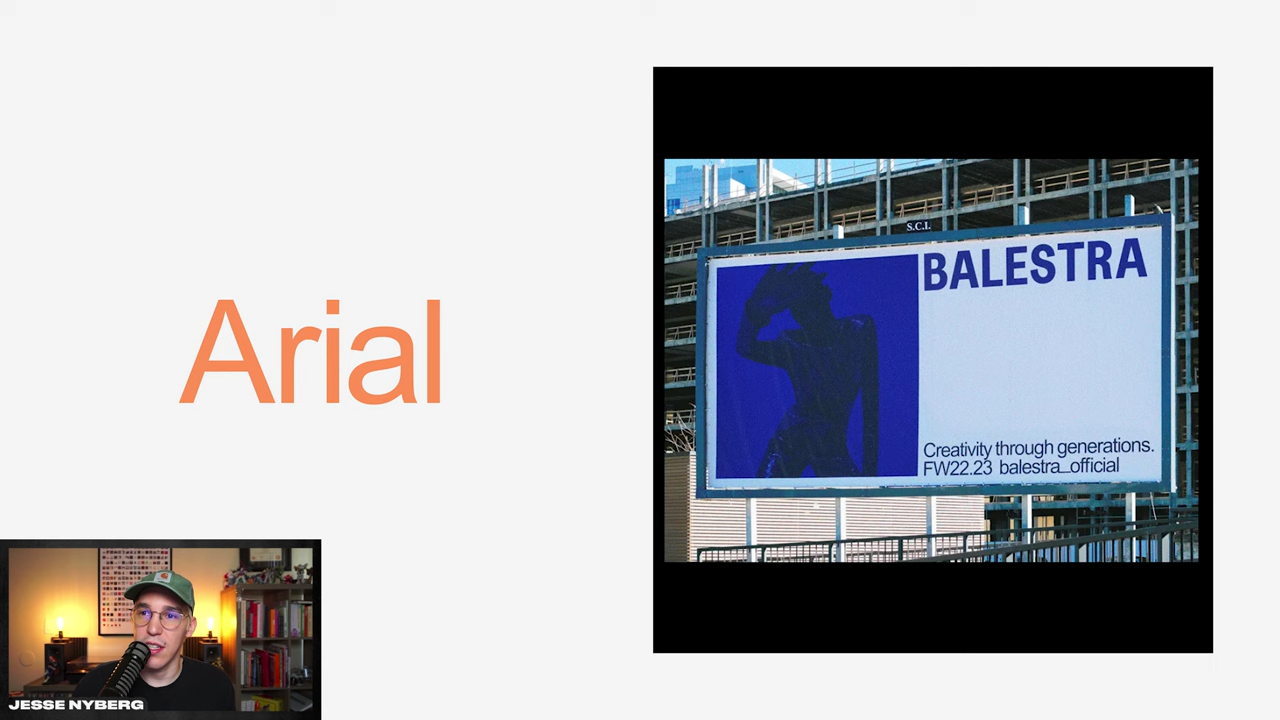 Arial
S.C.I.
BALESTRA
Creativity through generations.
FW22.23 balestra_official
JESSE NYBERG